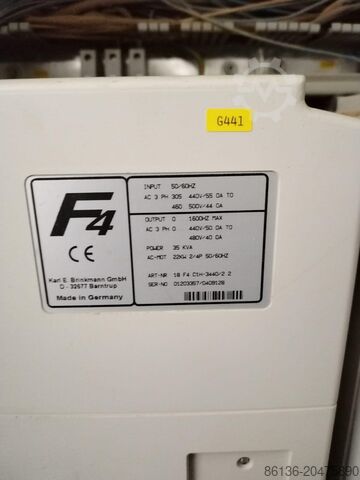 G441
F4
CE
Karl E. Brinkmann GmbH
D - 32677 Barntrup
Made in Germany
INPUT 50/60HZ
AC 3 PH 305 440V/55 0A TO
460 500V/44 0A
OUTPUT 0 1600HZ MAX
AC 3 PH 0 440V/50 0A TO
480V/40 0A
POWER 35 KVA
AC-MOT 22KW 2/4P 50/60HZ
ART-NR 18 F4 C1H-3440/2 2
SER-NO 01203067/0409128
86136-20475890